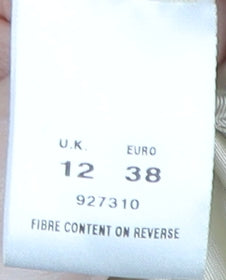 U.K. EURO
12 38
927310
FIBRE CONTENT ON REVERSE